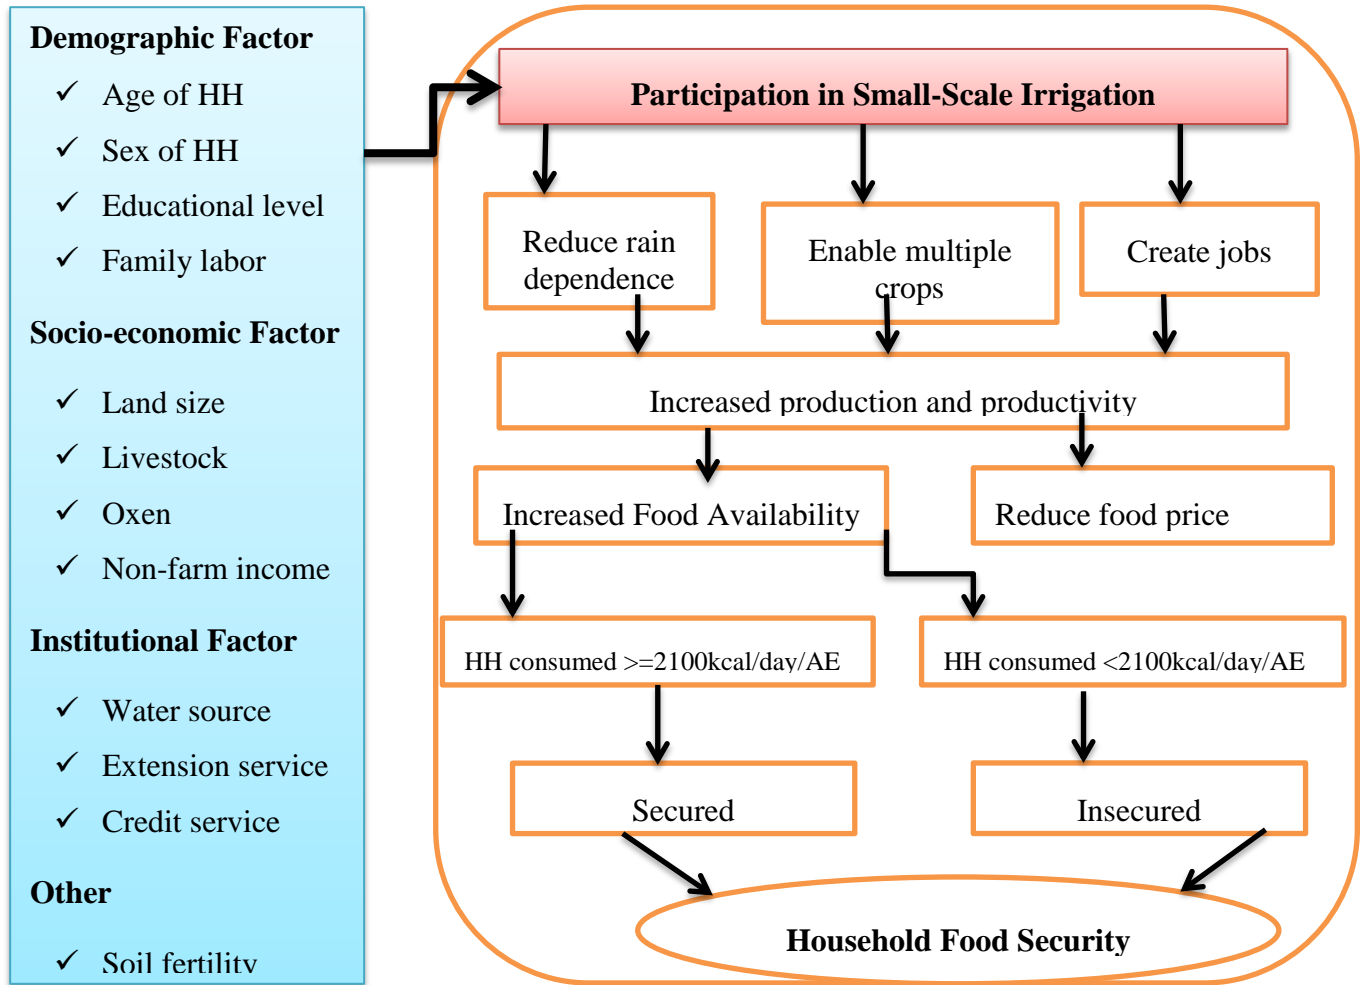 Demographic Factor
✓ Age of HH
✓ Sex of HH
✓ Educational level
✓ Family labor
Socio-economic Factor
✓ Land size
✓ Livestock
✓ Oxen
✓ Non-farm income
Institutional Factor
✓ Water source
✓ Extension service
✓ Credit service
Other
✓ Soil fertility
Participation in Small-Scale Irrigation
Reduce rain
dependence
Enable multiple
crops
Create jobs
Increased production and productivity
Increased Food Availability
Reduce food price
HH consumed >=2100kcal/day/AE
HH consumed <2100kcal/day/AE
Secured
Insecured
Household Food Security